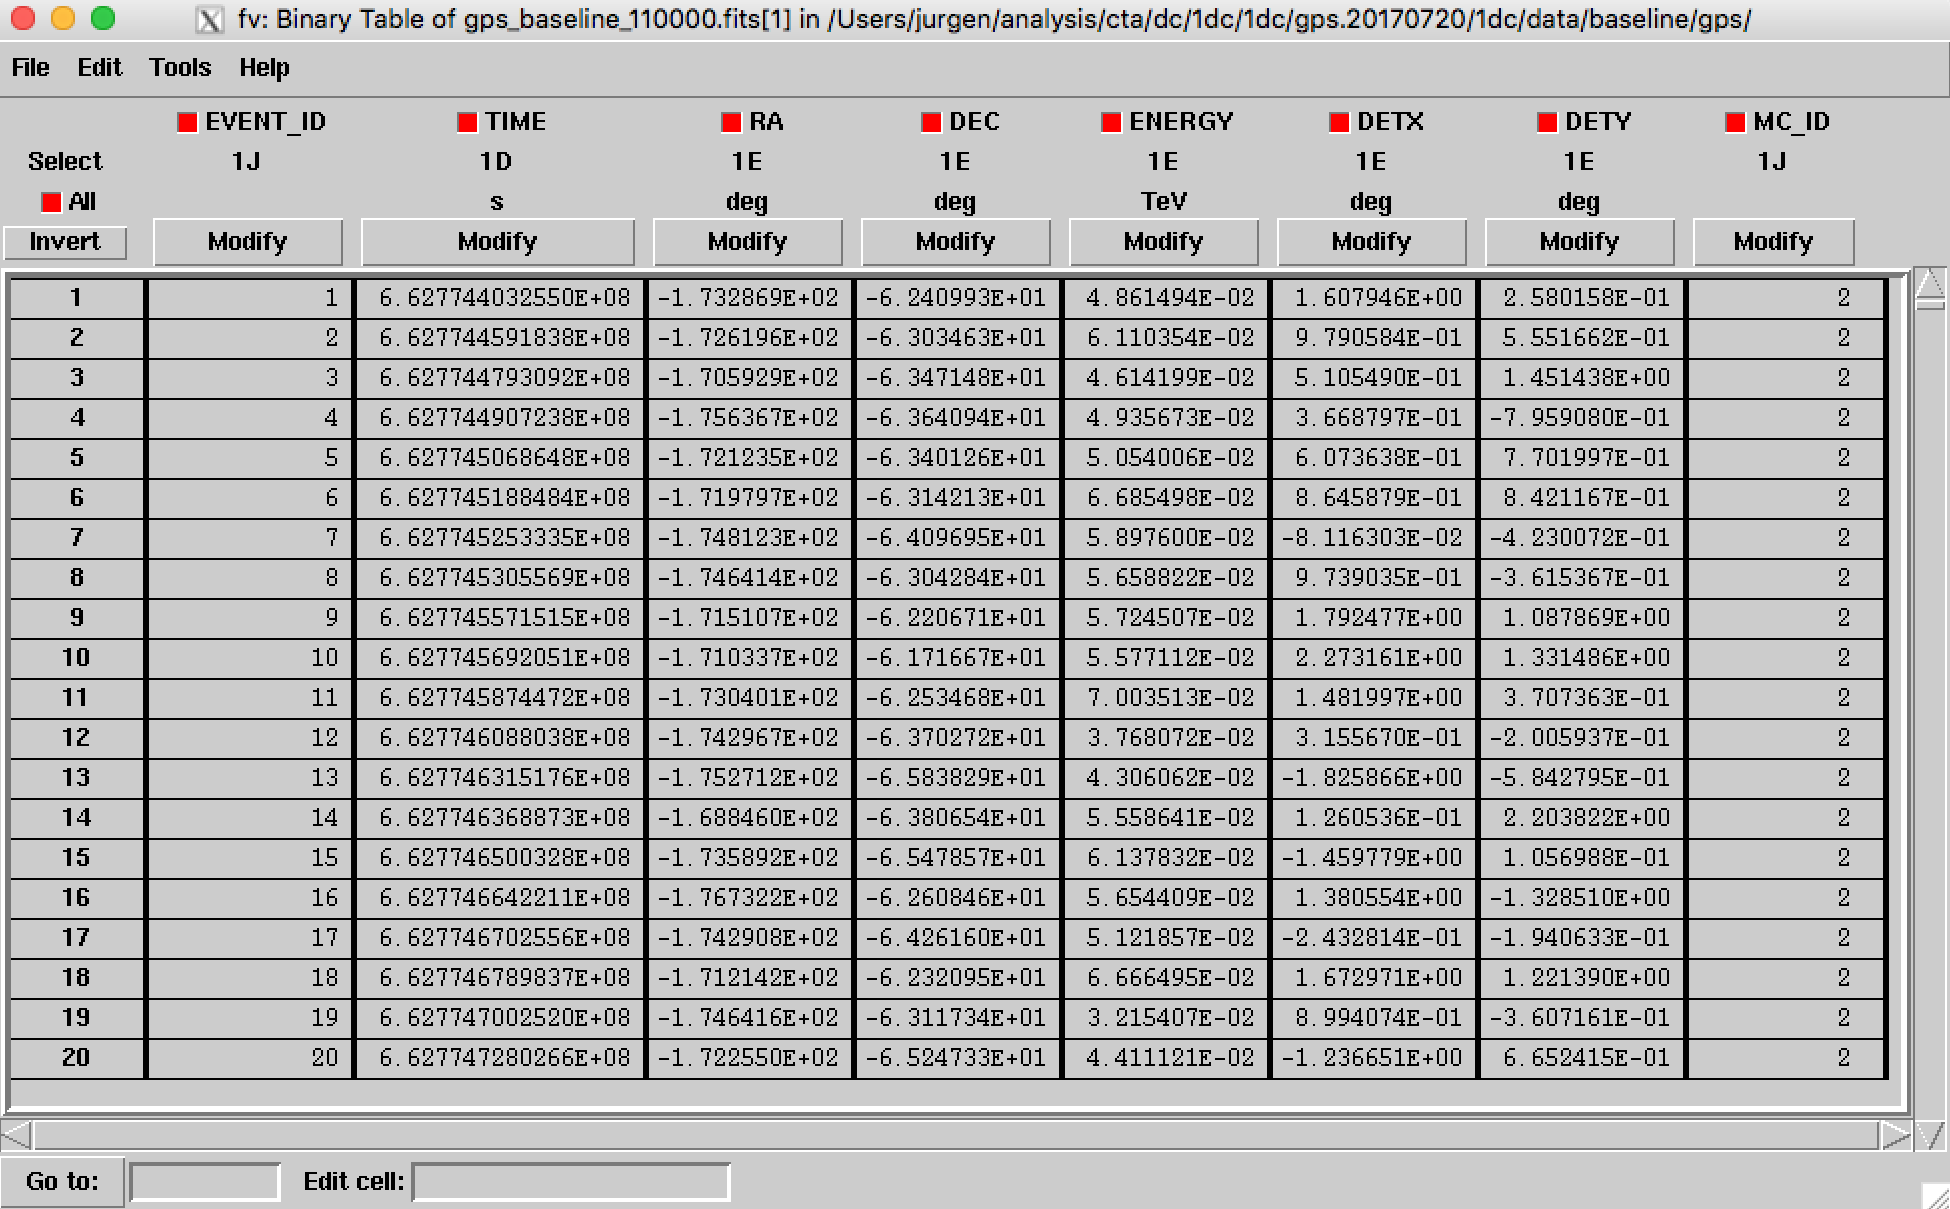 fv: Binary Table of gps_baseline_110000.fits[1] in /Users/jurgen/analysis/cta/dc/1dc/1dc/gps.20170720/1dc/data/baseline/gps/
File Edit Tools Help
EVENT_ID TIME RA DEC ENERGY DETX DETY MC_ID
Select 1J 1D 1E 1E 1E 1E 1E 1J
All s deg deg TeV deg deg
Invert Modify Modify Modify Modify Modify Modify Modify Modify
1 1 6.627744032550E+08 -1.732869E+02 -6.240993E+01 4.861494E-02 1.607946E+00 2.580158E-01 2
2 2 6.627744591838E+08 -1.726196E+02 -6.303463E+01 6.110354E-02 9.790584E-01 5.551662E-01 2
3 3 6.627744793092E+08 -1.705929E+02 -6.347148E+01 4.614199E-02 5.105490E-01 1.451438E+00 2
4 4 6.627744907238E+08 -1.756367E+02 -6.364094E+01 4.935673E-02 3.668797E-01 -7.959080E-01 2
5 5 6.627745068648E+08 -1.721235E+02 -6.340126E+01 5.054006E-02 6.073638E-01 7.701997E-01 2
6 6 6.627745188484E+08 -1.719797E+02 -6.314213E+01 6.685498E-02 8.645879E-01 8.421167E-01 2
7 7 6.627745253335E+08 -1.748123E+02 -6.409695E+01 5.897600E-02 -8.116303E-02 -4.230072E-01 2
8 8 6.627745305569E+08 -1.746414E+02 -6.304284E+01 5.658822E-02 9.739035E-01 -3.615367E-01 2
9 9 6.627745571515E+08 -1.715107E+02 -6.220671E+01 5.724507E-02 1.792477E+00 1.087869E+00 2
10 10 6.627745692051E+08 -1.710337E+02 -6.171667E+01 5.577112E-02 2.273161E+00 1.331486E+00 2
11 11 6.627745874472E+08 -1.730401E+02 -6.253468E+01 7.003513E-02 1.481997E+00 3.707363E-01 2
12 12 6.627746088038E+08 -1.742967E+02 -6.370272E+01 3.768072E-02 3.155670E-01 -2.005937E-01 2
13 13 6.627746315176E+08 -1.752712E+02 -6.583829E+01 4.306062E-02 -1.825866E+00 -5.842795E-01 2
14 14 6.627746368873E+08 -1.688460E+02 -6.380654E+01 5.558641E-02 1.260536E-01 2.203822E+00 2
15 15 6.627746500328E+08 -1.735892E+02 -6.547857E+01 6.137832E-02 -1.459779E+00 1.056988E-01 2
16 16 6.627746642211E+08 -1.767322E+02 -6.260846E+01 5.654409E-02 1.380554E+00 -1.328510E+00 2
17 17 6.627746702556E+08 -1.742908E+02 -6.426160E+01 5.121857E-02 -2.432814E-01 -1.940633E-01 2
18 18 6.627746789837E+08 -1.712142E+02 -6.232095E+01 6.666495E-02 1.672971E+00 1.221390E+00 2
19 19 6.627747002520E+08 -1.746416E+02 -6.311734E+01 3.215407E-02 8.994074E-01 -3.607161E-01 2
20 20 6.627747280266E+08 -1.722550E+02 -6.524733E+01 4.411121E-02 -1.236651E+00 6.652415E-01 2
Go to: Edit cell: